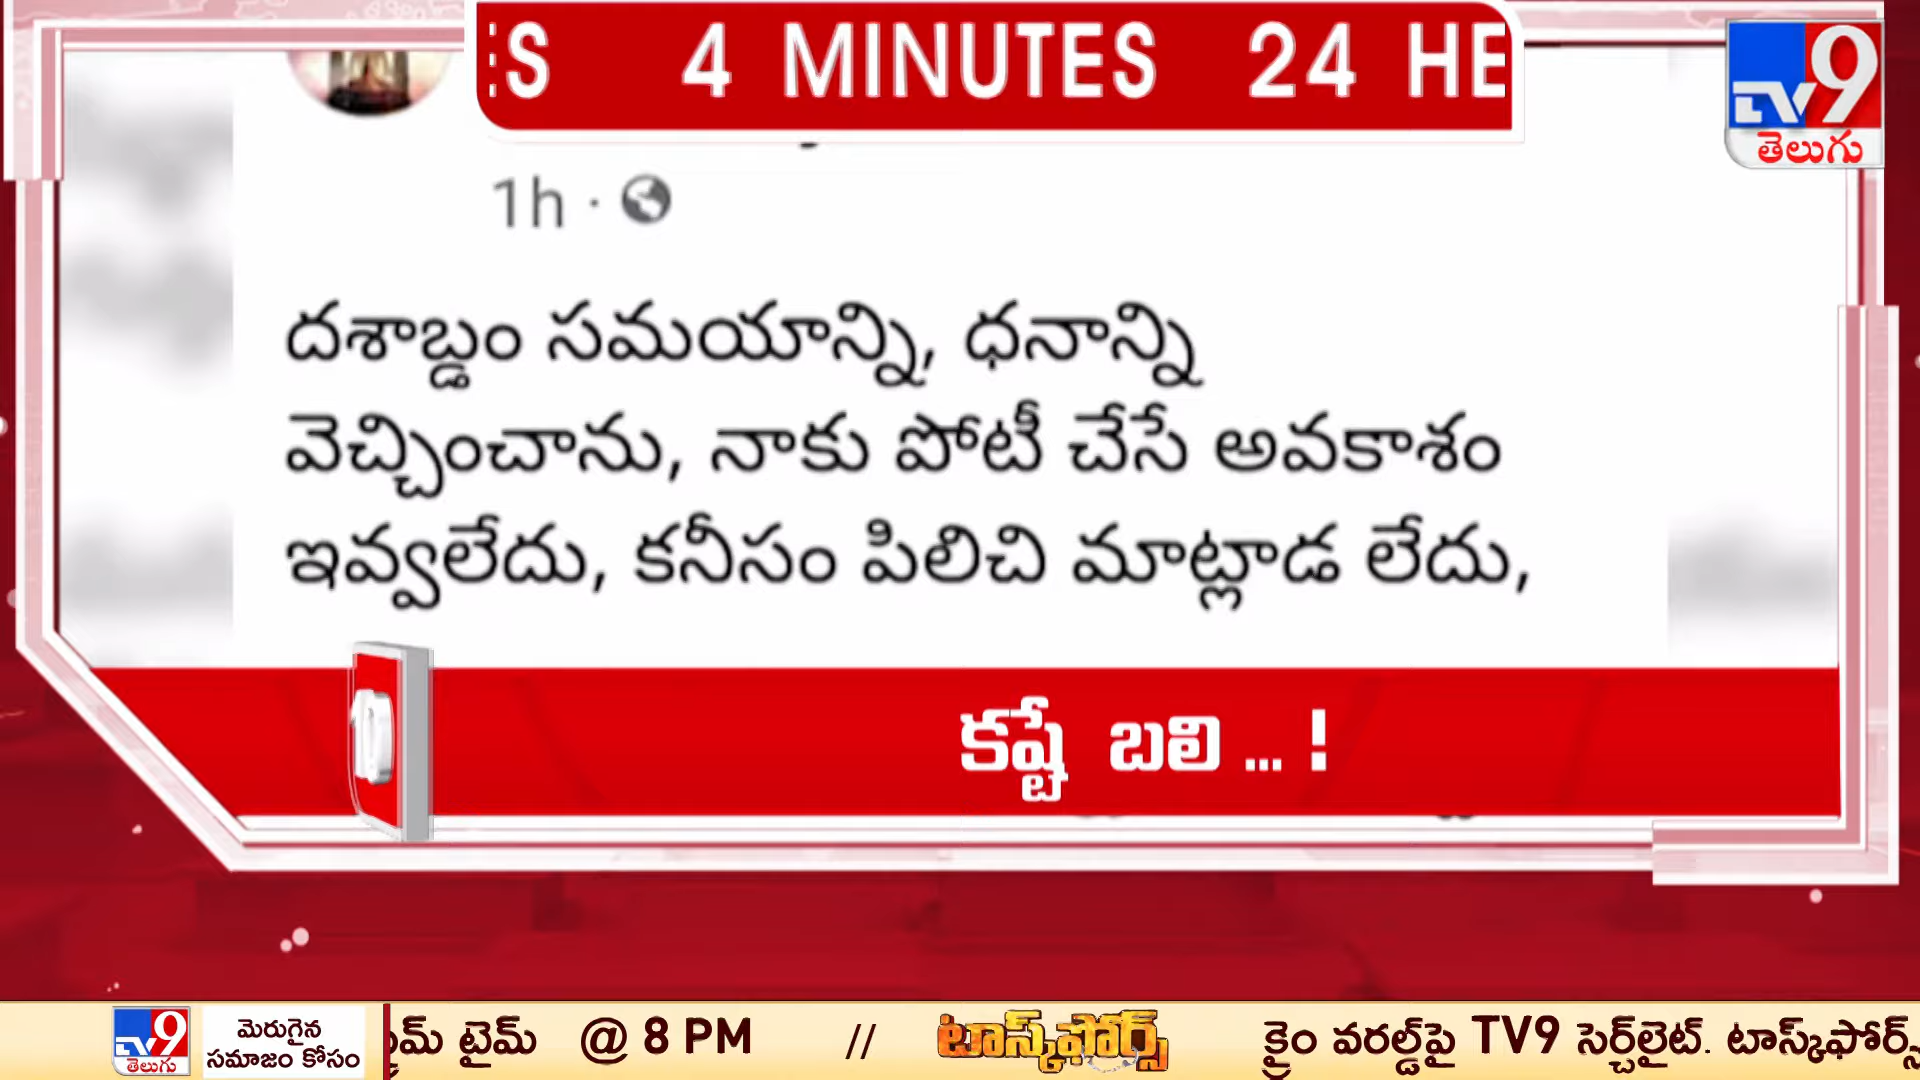 4 MINUTES 24 HE
TV9
తెలుగు
1h ·
దశాబ్దం సమయాన్ని, ధనాన్ని
వెచ్చించాను, నాకు పోటీ చేసే అవకాశం
ఇవ్వలేదు, కనీసం పిలిచి మాట్లాడ లేదు,
10
కష్టే బలి ... !
TV9
తెలుగు
మెరుగైన
సమాజం కోసం
టైమ్ @ 8 PM // టాస్క్‌ఫోర్స్ క్రైం వరల్డ్‌పై TV9 సెర్చ్‌లైట్. టాస్క్‌ఫోర్స్